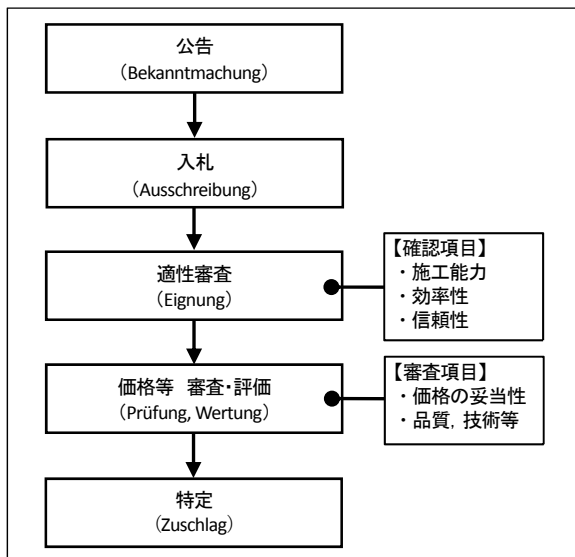 公告
（Bekanntmachung）
入札
（Ausschreibung）
適性審査
（Eignung）
【確認項目】
・施工能力
・効率性
・信頼性
価格等　審査・評価
（Prüfung, Wertung）
【審査項目】
・価格の妥当性
・品質，技術等
特定
（Zuschlag）